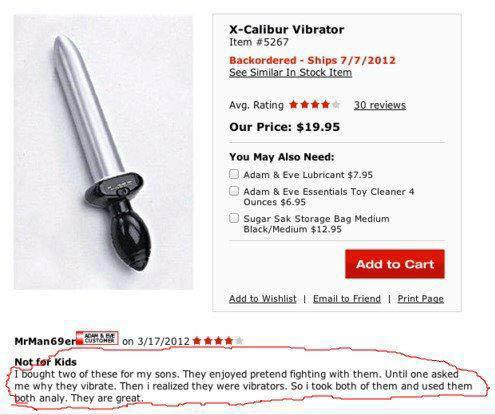 X-Calibur Vibrator
Item #5267
Backordered - Ships 7/7/2012
See Similar In Stock Item
Avg. Rating ★★★★★ 30 reviews
Our Price: $19.95
You May Also Need:
Adam & Eve Lubricant $7.95
Adam & Eve Essentials Toy Cleaner 4
Ounces $6.95
Sugar Sak Storage Bag Medium
Black/Medium $12.95
Add to Cart
Add to Wishlist | Email to Friend | Print Page
MrMan69er ADAM & EVE CUSTOMER on 3/17/2012 ★★★★★
Not for Kids
I bought two of these for my sons. They enjoyed pretend fighting with them. Until one asked
me why they vibrate. Then i realized they were vibrators. So i took both of them and used them
both analy. They are great.